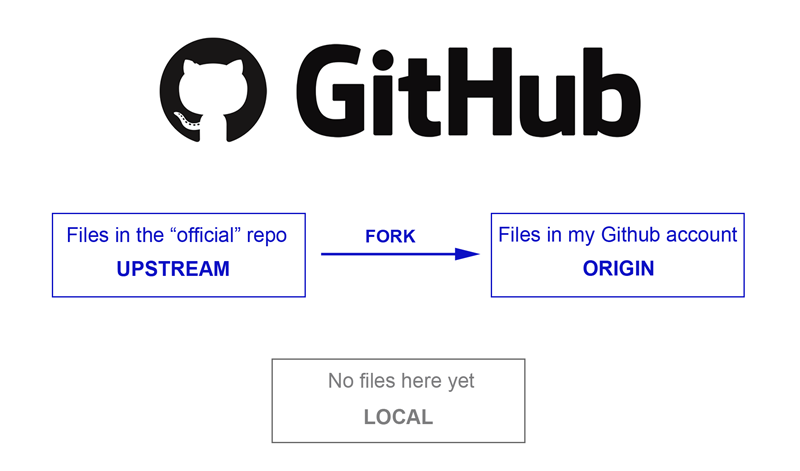 GitHub
Files in the “official” repo
UPSTREAM
FORK
Files in my Github account
ORIGIN
No files here yet
LOCAL